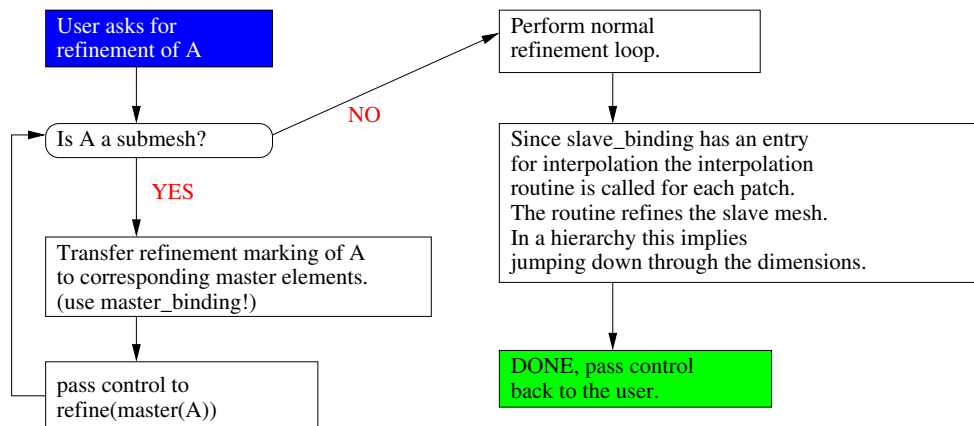 User asks for
refinement of A
Is A a submesh?
YES
NO
Transfer refinement marking of A
to corresponding master elements.
(use master_binding!)
pass control to
refine(master(A))
Perform normal
refinement loop.
Since slave_binding has an entry
for interpolation the interpolation
routine is called for each patch.
The routine refines the slave mesh.
In a hierarchy this implies
jumping down through the dimensions.
DONE, pass control
back to the user.